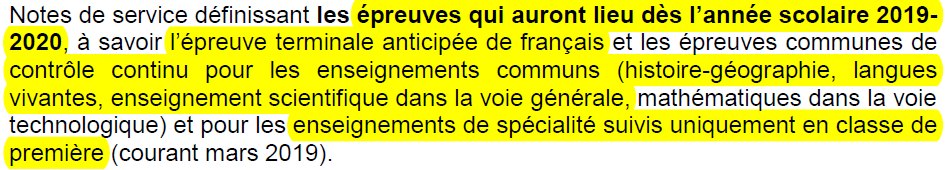 Notes de service définissant les épreuves qui auront lieu dès l’année scolaire 2019-
2020, à savoir l’épreuve terminale anticipée de français et les épreuves communes de
contrôle continu pour les enseignements communs (histoire-géographie, langues
vivantes, enseignement scientifique dans la voie générale, mathématiques dans la voie
technologique) et pour les enseignements de spécialité suivis uniquement en classe de
première (courant mars 2019).